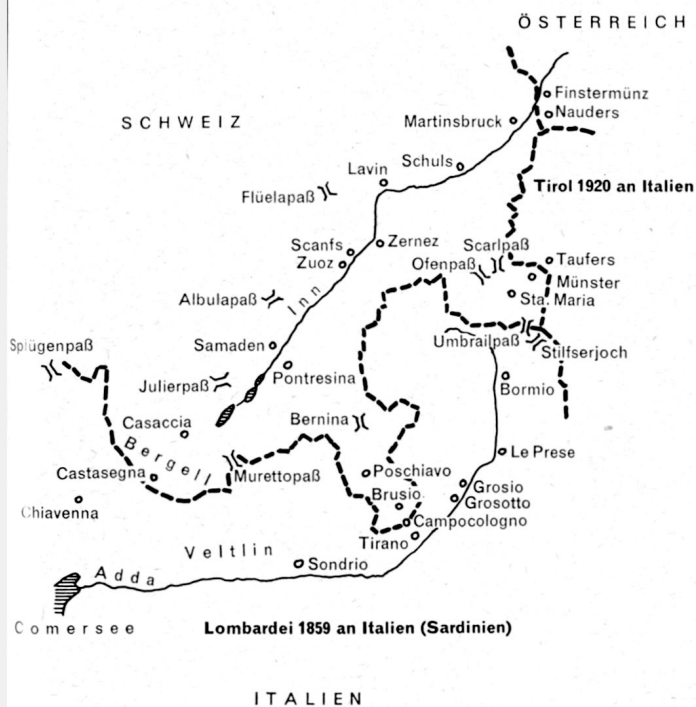 ÖSTERREICH
Finstermünz
Nauders
SCHWEIZ
Martinsbruck
Schuls
Lavin
Tirol 1920 an Italien
Flüelapaß
Scanfs
Zernez
Scarlpaß
Zuoz
Ofenpaß
Taufers
Münster
Albulapaß
Inn
Sta. Maria
Umbrailpaß
Splügenpaß
Samaden
Stilfserjoch
Julierpaß
Pontresina
Bormio
Casaccia
Bernina
Bergell
Le Prese
Castasegna
Murettopaß
Poschiavo
Grosio
Brusio
Grosotto
Chiavenna
Campocologno
Tirano
Veltlin
Sondrio
Adda
Comersee
Lombardei 1859 an Italien (Sardinien)
ITALIEN